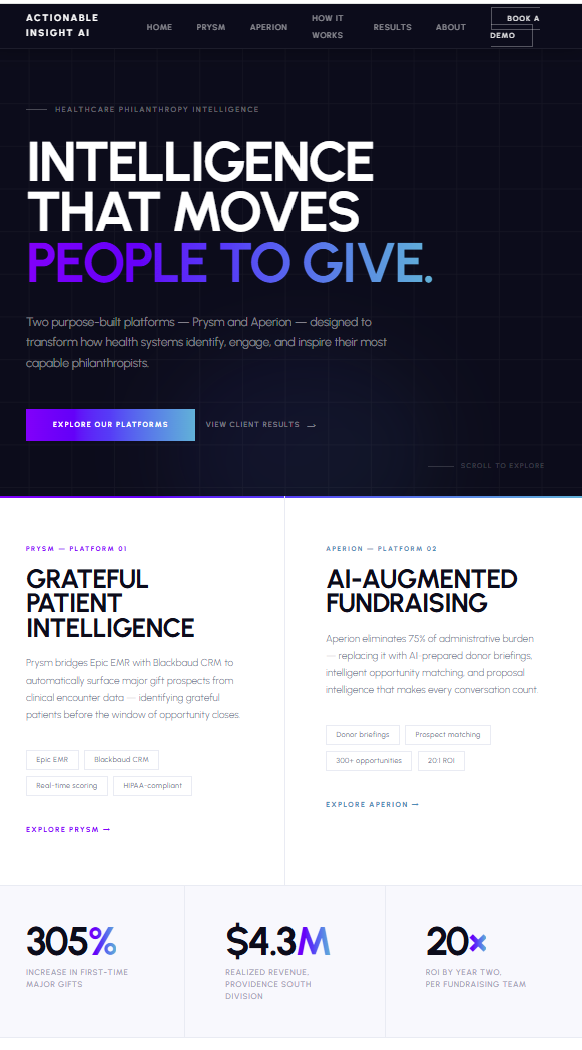 ACTIONABLE
INSIGHT AI
HOME
PRYSM
APERION
HOW IT
WORKS
RESULTS
ABOUT
BOOK A
DEMO
HEALTHCARE PHILANTHROPY INTELLIGENCE
INTELLIGENCE
THAT MOVES
PEOPLE TO GIVE.
Two purpose-built platforms — Prysm and Aperion — designed to
transform how health systems identify, engage, and inspire their most
capable philanthropists.
EXPLORE OUR PLATFORMS
VIEW CLIENT RESULTS →
SCROLL TO EXPLORE
PRYSM — PLATFORM 01
GRATEFUL
PATIENT
INTELLIGENCE
Prysm bridges Epic EMR with Blackbaud CRM to
automatically surface major gift prospects from
clinical encounter data — identifying grateful
patients before the window of opportunity closes.
Epic EMR
Blackbaud CRM
Real-time scoring
HIPAA-compliant
EXPLORE PRYSM →
APERION — PLATFORM 02
AI-AUGMENTED
FUNDRAISING
Aperion eliminates 75% of administrative burden
— replacing it with AI-prepared donor briefings,
intelligent opportunity matching, and proposal
intelligence that makes every conversation count.
Donor briefings
Prospect matching
300+ opportunities
20:1 ROI
EXPLORE APERION →
305%
INCREASE IN FIRST-TIME
MAJOR GIFTS
$4.3M
REALIZED REVENUE,
PROVIDENCE SOUTH
DIVISION
20×
ROI BY YEAR TWO,
PER FUNDRAISING TEAM